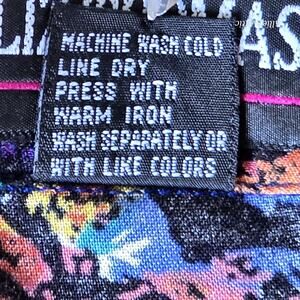 MACHINE WASH COLD
LINE DRY
PRESS WITH
WARM IRON
WASH SEPARATELY OR
WITH LIKE COLORS